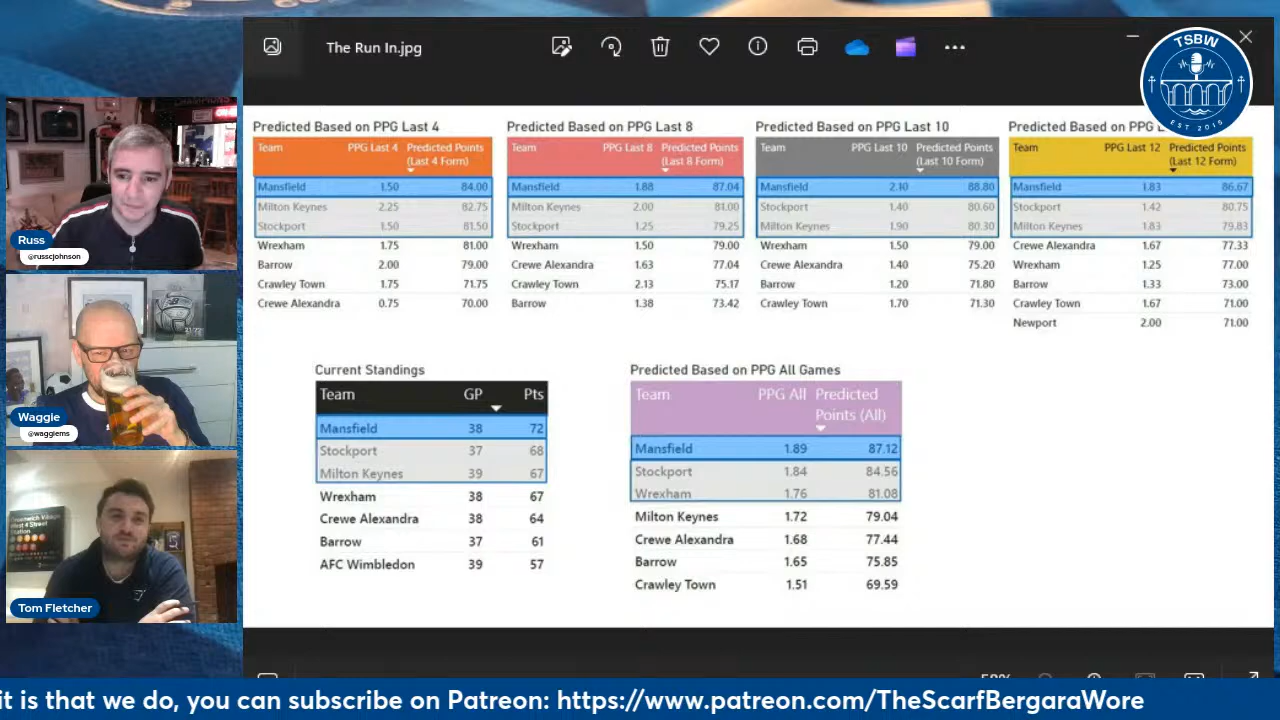 The Run In.jpg
TSBW
EST 2015
Predicted Based on PPG Last 4
Team PPG Last 4 Predicted Points
(Last 4 Form)
Mansfield 1.50 84.00
Milton Keynes 2.25 82.75
Stockport 1.50 81.50
Wrexham 1.75 81.00
Barrow 2.00 79.00
Crawley Town 1.75 71.75
Crewe Alexandra 0.75 70.00
Predicted Based on PPG Last 8
Team PPG Last 8 Predicted Points
(Last 8 Form)
Mansfield 1.88 87.04
Milton Keynes 2.00 81.00
Stockport 1.25 79.25
Wrexham 1.50 79.00
Crewe Alexandra 1.63 77.04
Crawley Town 2.13 75.17
Barrow 1.38 73.42
Predicted Based on PPG Last 10
Team PPG Last 10 Predicted Points
(Last 10 Form)
Mansfield 2.10 88.80
Stockport 1.40 80.60
Milton Keynes 1.90 80.30
Wrexham 1.50 79.00
Crewe Alexandra 1.40 75.20
Barrow 1.20 71.80
Crawley Town 1.70 71.30
Predicted Based on PPG L
Team PPG Last 12 Predicted Points
(Last 12 Form)
Mansfield 1.83 86.67
Stockport 1.42 80.75
Milton Keynes 1.83 79.83
Crewe Alexandra 1.67 77.33
Wrexham 1.25 77.00
Barrow 1.33 73.00
Crawley Town 1.67 71.00
Newport 2.00 71.00
Current Standings
Team GP Pts
Mansfield 38 72
Stockport 37 68
Milton Keynes 39 67
Wrexham 38 67
Crewe Alexandra 38 64
Barrow 37 61
AFC Wimbledon 39 57
Predicted Based on PPG All Games
Team PPG All Predicted
Points (All)
Mansfield 1.89 87.12
Stockport 1.84 84.56
Wrexham 1.76 81.08
Milton Keynes 1.72 79.04
Crewe Alexandra 1.68 77.44
Barrow 1.65 75.85
Crawley Town 1.51 69.59
Russ
@russcjohnson
Waggie
@waggiems
Tom Fletcher
it is that we do, you can subscribe on Patreon: https://www.patreon.com/TheScarfBergaraWore